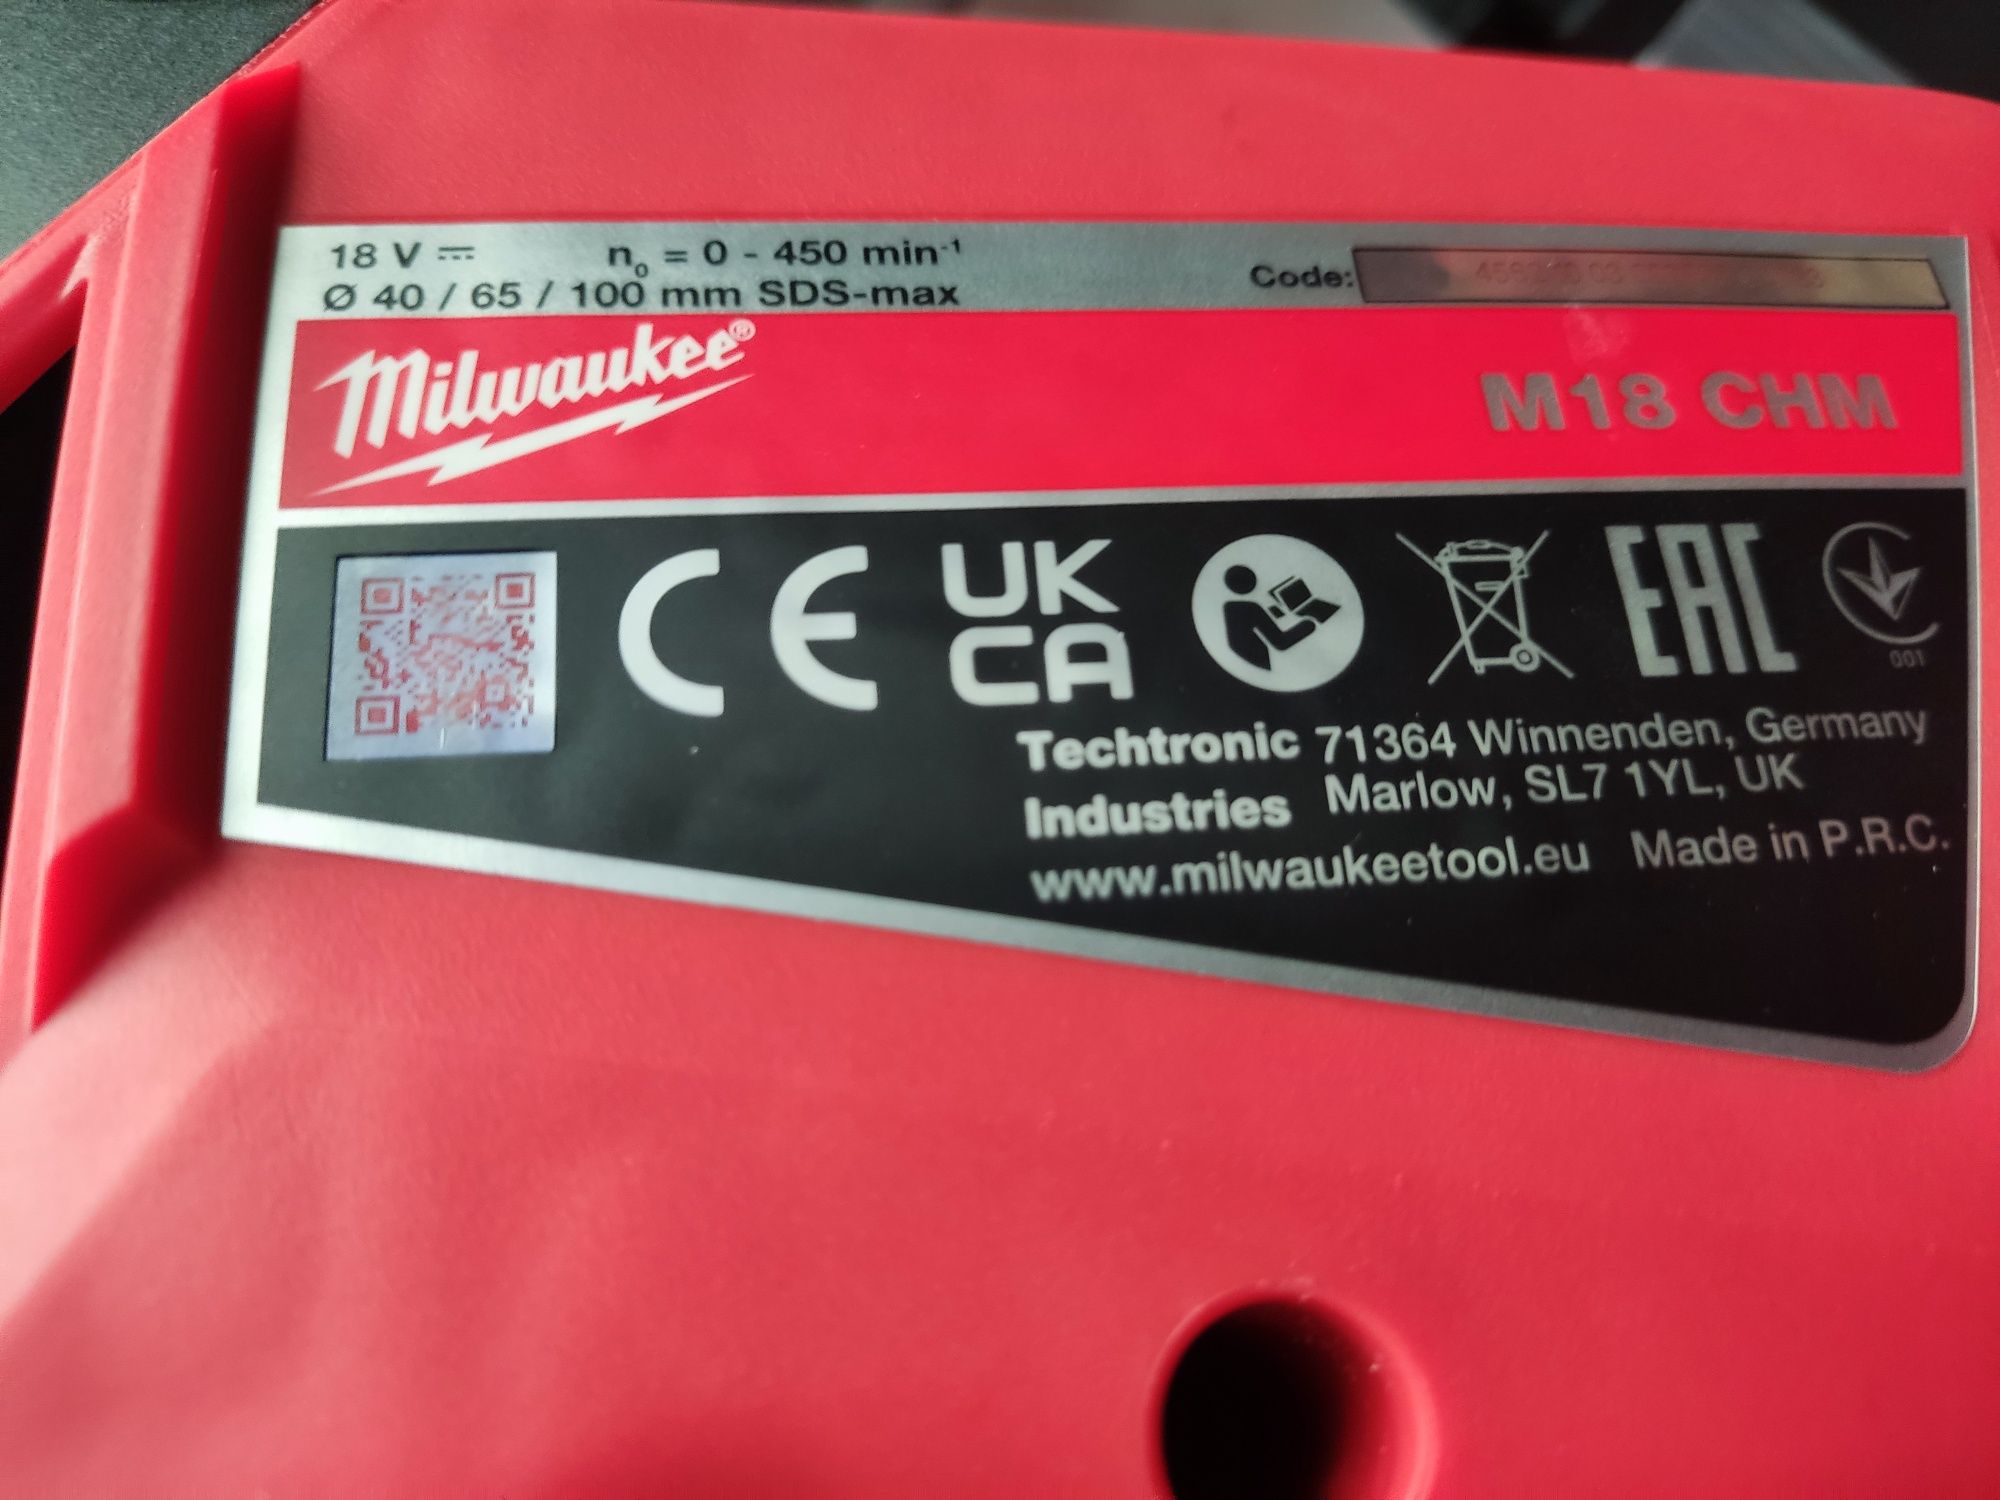 18 V ⎓ n₀ = 0 - 450 min⁻¹
Ø 40 / 65 / 100 mm SDS-max
Code:
Milwaukee®
M18 CHM
CE
UK
CA
EAC
001
Techtronic 71364 Winnenden, Germany
Industries Marlow, SL7 1YL, UK
www.milwaukeetool.eu Made in P.R.C.